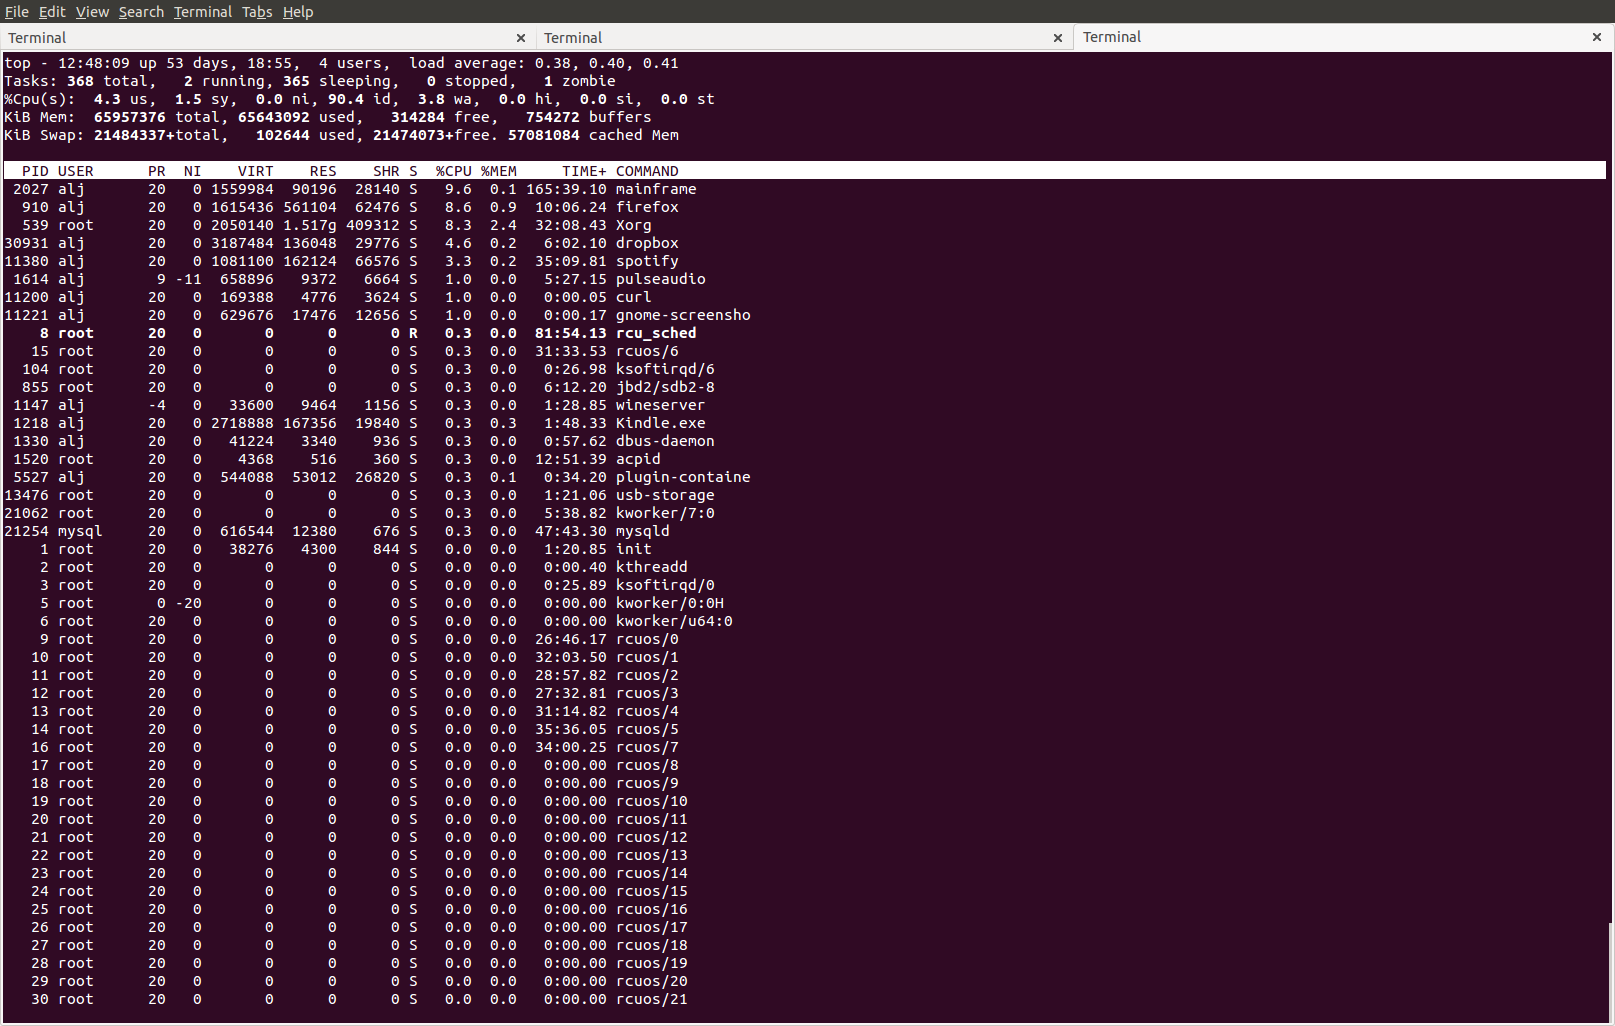 File Edit View Search Terminal Tabs Help
Terminal × Terminal × Terminal ×
top - 12:48:09 up 53 days, 18:55,  4 users,  load average: 0.38, 0.40, 0.41
Tasks: 368 total,   2 running, 365 sleeping,   0 stopped,   1 zombie
%Cpu(s):  4.3 us,  1.5 sy,  0.0 ni, 90.4 id,  3.8 wa,  0.0 hi,  0.0 si,  0.0 st
KiB Mem:  65957376 total, 65643092 used,   314284 free,   754272 buffers
KiB Swap: 21484337+total,   102644 used, 21474073+free. 57081084 cached Mem
  PID USER      PR  NI    VIRT    RES    SHR S  %CPU %MEM     TIME+ COMMAND
 2027 alj       20   0 1559984  90196  28140 S   9.6  0.1 165:39.10 mainframe
  910 alj       20   0 1615436 561104  62476 S   8.6  0.9  10:06.24 firefox
  539 root      20   0 2050140 1.517g 409312 S   8.3  2.4  32:08.43 Xorg
30931 alj       20   0 3187484 136048  29776 S   4.6  0.2   6:02.10 dropbox
11380 alj       20   0 1081100 162124  66576 S   3.3  0.2  35:09.81 spotify
 1614 alj        9 -11  658896   9372   6664 S   1.0  0.0   5:27.15 pulseaudio
11200 alj       20   0  169388   4776   3624 S   1.0  0.0   0:00.05 curl
11221 alj       20   0  629676  17476  12656 S   1.0  0.0   0:00.17 gnome-screensho
    8 root      20   0       0      0      0 R   0.3  0.0  81:54.13 rcu_sched
   15 root      20   0       0      0      0 S   0.3  0.0  31:33.53 rcuos/6
  104 root      20   0       0      0      0 S   0.3  0.0   0:26.98 ksoftirqd/6
  855 root      20   0       0      0      0 S   0.3  0.0   6:12.20 jbd2/sdb2-8
 1147 alj       -4   0   33600   9464   1156 S   0.3  0.0   1:28.85 wineserver
 1218 alj       20   0 2718888 167356  19840 S   0.3  0.3   1:48.33 Kindle.exe
 1330 alj       20   0   41224   3340    936 S   0.3  0.0   0:57.62 dbus-daemon
 1520 root      20   0    4368    516    360 S   0.3  0.0  12:51.39 acpid
 5527 alj       20   0  544088  53012  26820 S   0.3  0.1   0:34.20 plugin-containe
13476 root      20   0       0      0      0 S   0.3  0.0   1:21.06 usb-storage
21062 root      20   0       0      0      0 S   0.3  0.0   5:38.82 kworker/7:0
21254 mysql     20   0  616544  12380    676 S   0.3  0.0  47:43.30 mysqld
    1 root      20   0   38276   4300    844 S   0.0  0.0   1:20.85 init
    2 root      20   0       0      0      0 S   0.0  0.0   0:00.40 kthreadd
    3 root      20   0       0      0      0 S   0.0  0.0   0:25.89 ksoftirqd/0
    5 root       0 -20       0      0      0 S   0.0  0.0   0:00.00 kworker/0:0H
    6 root      20   0       0      0      0 S   0.0  0.0   0:00.00 kworker/u64:0
    9 root      20   0       0      0      0 S   0.0  0.0  26:46.17 rcuos/0
   10 root      20   0       0      0      0 S   0.0  0.0  32:03.50 rcuos/1
   11 root      20   0       0      0      0 S   0.0  0.0  28:57.82 rcuos/2
   12 root      20   0       0      0      0 S   0.0  0.0  27:32.81 rcuos/3
   13 root      20   0       0      0      0 S   0.0  0.0  31:14.82 rcuos/4
   14 root      20   0       0      0      0 S   0.0  0.0  35:36.05 rcuos/5
   16 root      20   0       0      0      0 S   0.0  0.0  34:00.25 rcuos/7
   17 root      20   0       0      0      0 S   0.0  0.0   0:00.00 rcuos/8
   18 root      20   0       0      0      0 S   0.0  0.0   0:00.00 rcuos/9
   19 root      20   0       0      0      0 S   0.0  0.0   0:00.00 rcuos/10
   20 root      20   0       0      0      0 S   0.0  0.0   0:00.00 rcuos/11
   21 root      20   0       0      0      0 S   0.0  0.0   0:00.00 rcuos/12
   22 root      20   0       0      0      0 S   0.0  0.0   0:00.00 rcuos/13
   23 root      20   0       0      0      0 S   0.0  0.0   0:00.00 rcuos/14
   24 root      20   0       0      0      0 S   0.0  0.0   0:00.00 rcuos/15
   25 root      20   0       0      0      0 S   0.0  0.0   0:00.00 rcuos/16
   26 root      20   0       0      0      0 S   0.0  0.0   0:00.00 rcuos/17
   27 root      20   0       0      0      0 S   0.0  0.0   0:00.00 rcuos/18
   28 root      20   0       0      0      0 S   0.0  0.0   0:00.00 rcuos/19
   29 root      20   0       0      0      0 S   0.0  0.0   0:00.00 rcuos/20
   30 root      20   0       0      0      0 S   0.0  0.0   0:00.00 rcuos/21